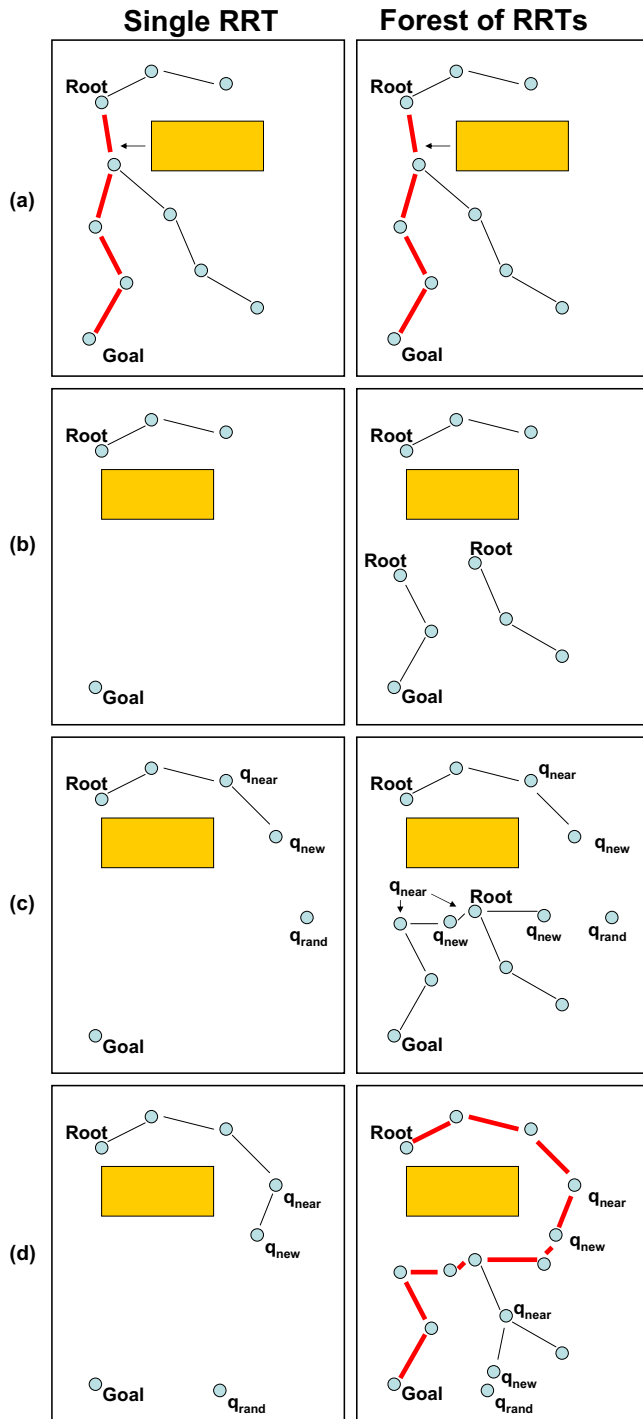 Single RRT
Forest of RRTs
(a)
Root
Goal
Root
Goal
(b)
Root
Goal
Root
Root
Root
Goal
(c)
Root
qnear
qnew
qrand
Goal
Root
qnear
qnew
qnear
Root
qnew
qnew
qrand
Goal
(d)
Root
qnear
qnew
Goal
qrand
Root
qnear
qnew
qnear
Goal
qnew
qrand